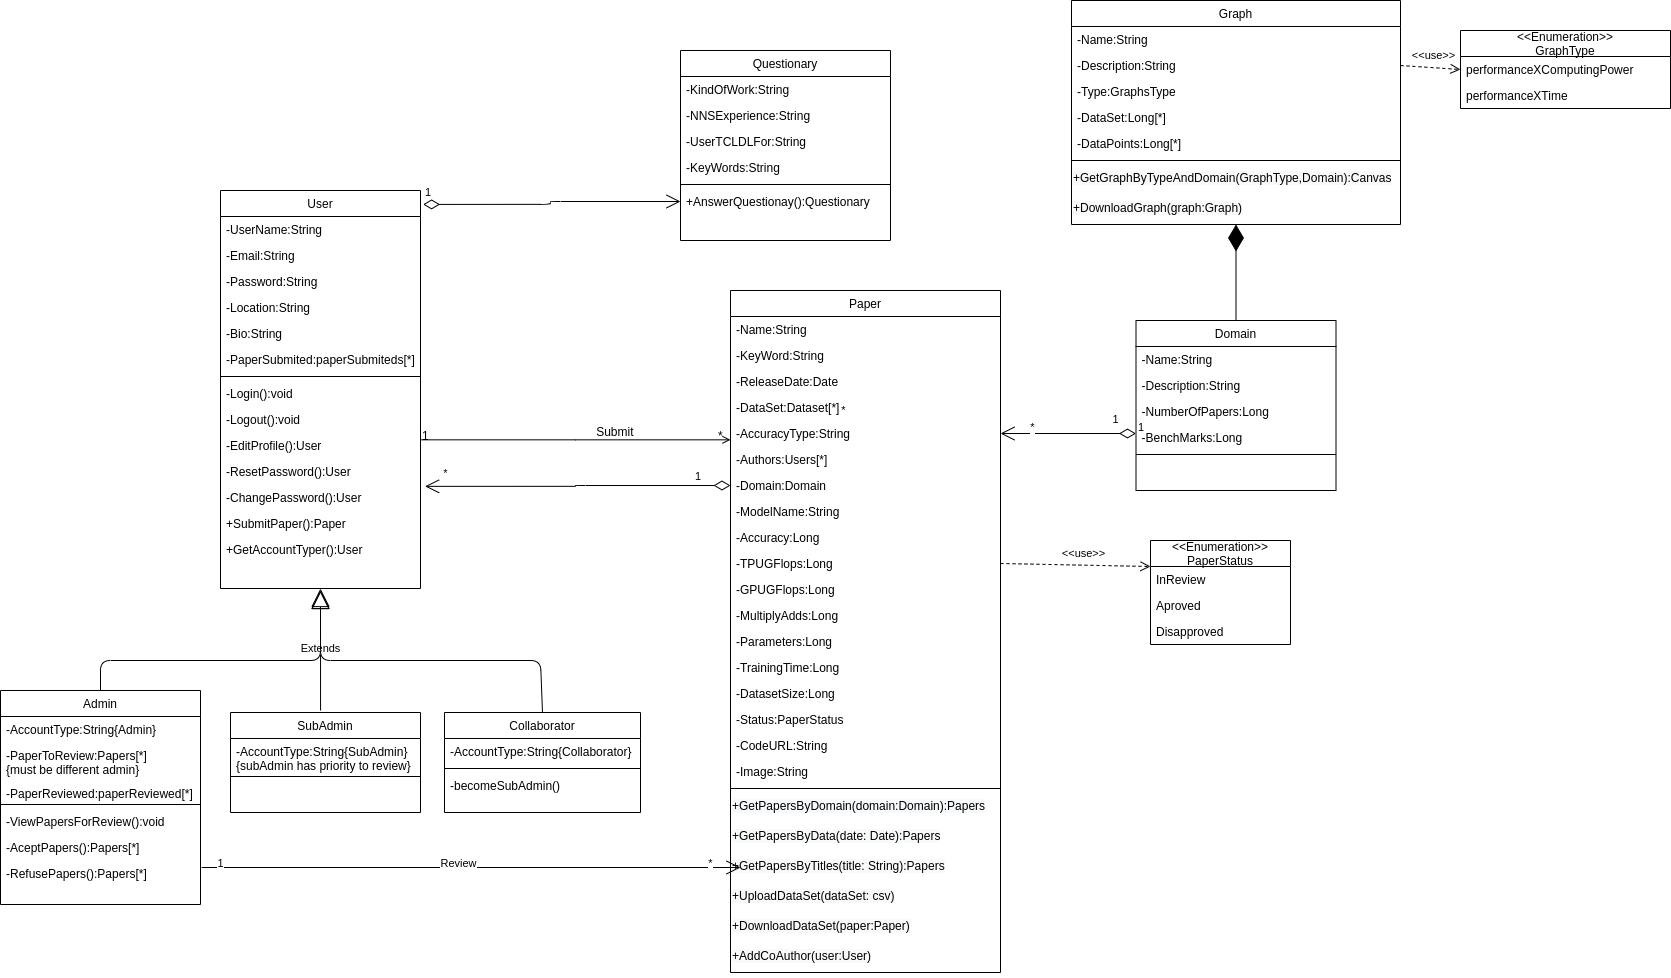 Graph
-Name:String
-Description:String
-Type:GraphsType
-DataSet:Long[*]
-DataPoints:Long[*]
+GetGraphByTypeAndDomain(GraphType,Domain):Canvas
+DownloadGraph(graph:Graph)
<<use>>
<<Enumeration>>
GraphType
performanceXComputingPower
performanceXTime
Questionary
-KindOfWork:String
-NNSExperience:String
-UserTCLDLFor:String
-KeyWords:String
+AnswerQuestionay():Questionary
1
User
-UserName:String
-Email:String
-Password:String
-Location:String
-Bio:String
-PaperSubmited:paperSubmiteds[*]
-Login():void
-Logout():void
-EditProfile():User
-ResetPassword():User
-ChangePassword():User
+SubmitPaper():Paper
+GetAccountTyper():User
1
Submit
*
*
1
Paper
-Name:String
-KeyWord:String
-ReleaseDate:Date
-DataSet:Dataset[*]
*
-AccuracyType:String
-Authors:Users[*]
-Domain:Domain
-ModelName:String
-Accuracy:Long
-TPUGFlops:Long
-GPUGFlops:Long
-MultiplyAdds:Long
-Parameters:Long
-TrainingTime:Long
-DatasetSize:Long
-Status:PaperStatus
-CodeURL:String
-Image:String
+GetPapersByDomain(domain:Domain):Papers
+GetPapersByData(date: Date):Papers
+GetPapersByTitles(title: String):Papers
+UploadDataSet(dataSet: csv)
+DownloadDataSet(paper:Paper)
+AddCoAuthor(user:User)
*
1
1
Domain
-Name:String
-Description:String
-NumberOfPapers:Long
-BenchMarks:Long
<<use>>
<<Enumeration>>
PaperStatus
InReview
Aproved
Disapproved
Extends
Admin
-AccountType:String{Admin}
-PaperToReview:Papers[*]
{must be different admin}
-PaperReviewed:paperReviewed[*]
-ViewPapersForReview():void
-AceptPapers():Papers[*]
-RefusePapers():Papers[*]
SubAdmin
-AccountType:String{SubAdmin}
{subAdmin has priority to review}
Collaborator
-AccountType:String{Collaborator}
-becomeSubAdmin()
1
Review
*